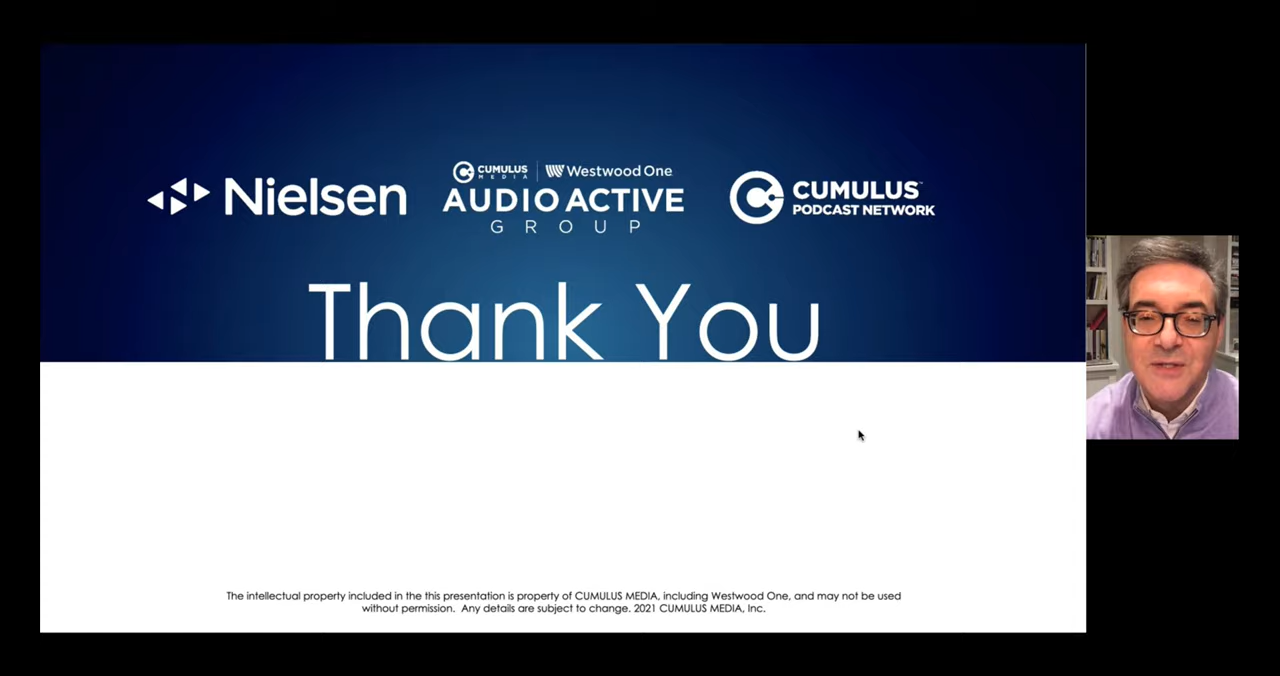 Nielsen
CUMULUS MEDIA | Westwood One
AUDIO ACTIVE
GROUP
CUMULUS™
PODCAST NETWORK
Thank You
The intellectual property included in the this presentation is property of CUMULUS MEDIA, including Westwood One, and may not be used
without permission.  Any details are subject to change. 2021 CUMULUS MEDIA, Inc.